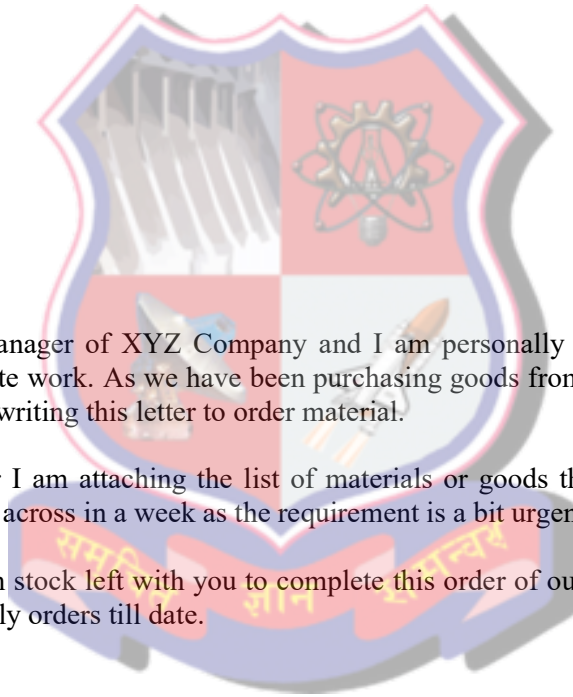 anager of XYZ Company and I am personally
te work. As we have been purchasing goods from
writing this letter to order material.
I am attaching the list of materials or goods th
across in a week as the requirement is a bit urgen
n stock left with you to complete this order of ou
ly orders till date.
समुचित ज्ञान समन्वय